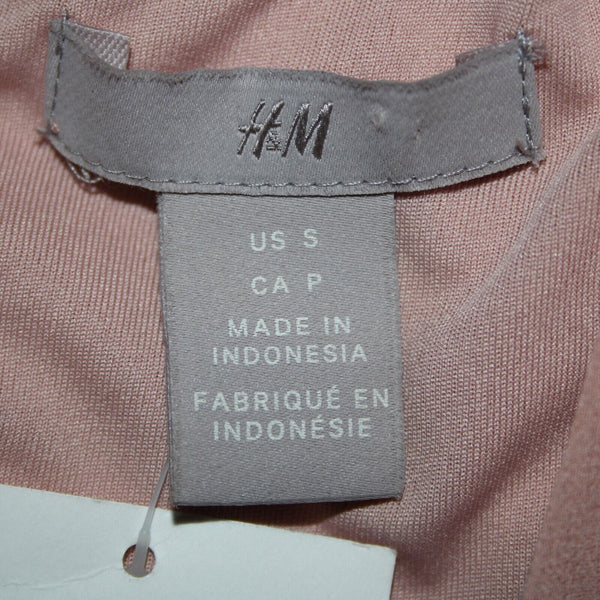 H&M
US S
CA P
MADE IN
INDONESIA
FABRIQUÉ EN
INDONÉSIE